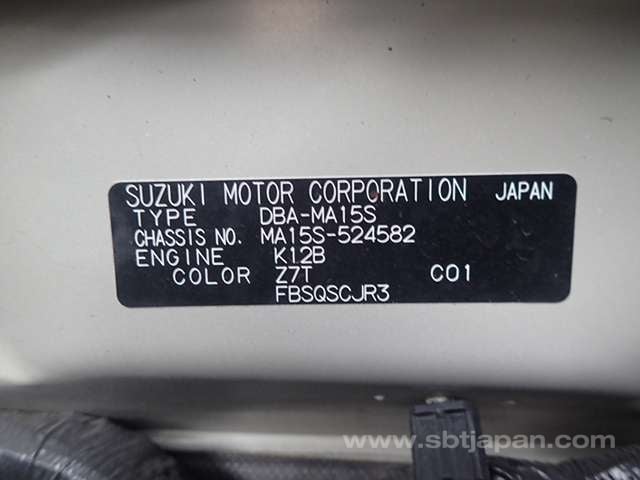 SUZUKI MOTOR CORPORATION JAPAN
TYPE DBA-MA15S
CHASSIS NO. MA15S-524582
ENGINE K12B
COLOR Z7T C01
FBSQSCJR3
www.sbtjapan.com